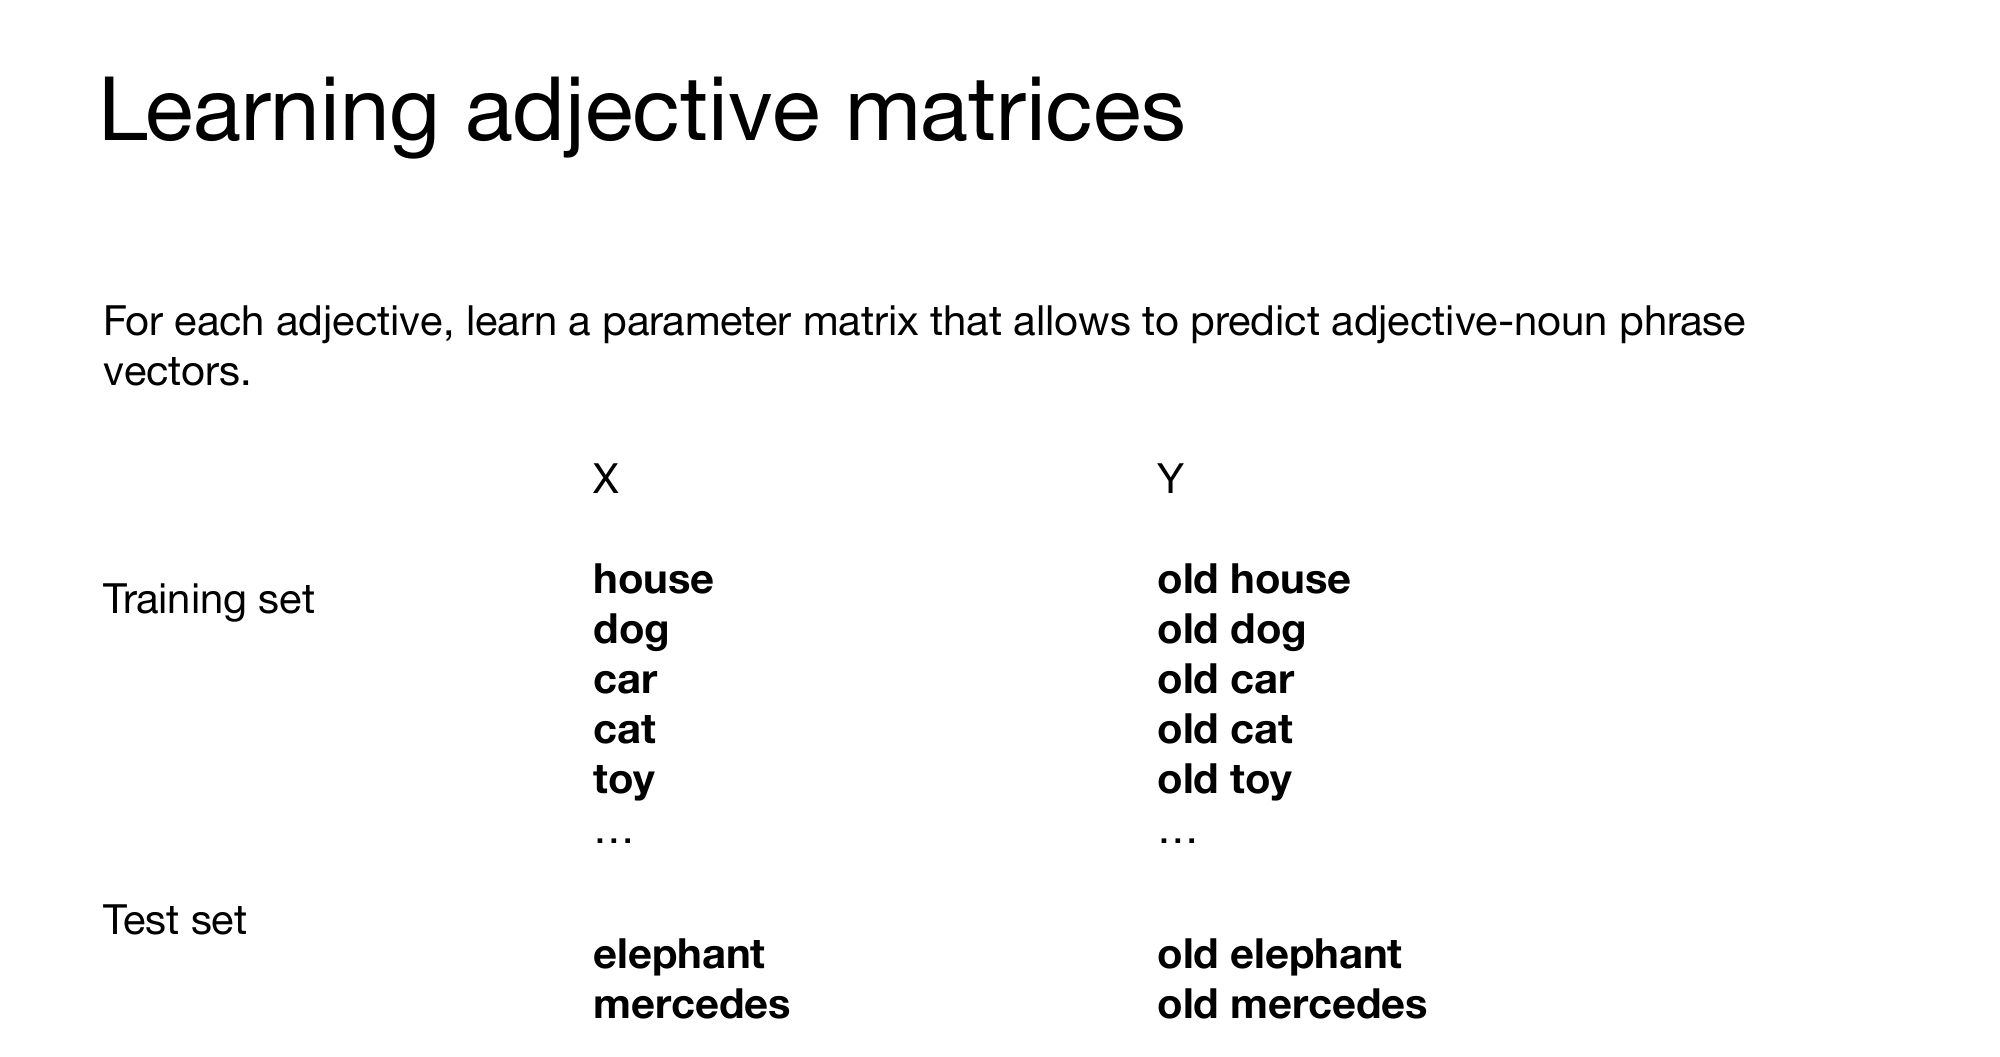 Learning adjective matrices
For each adjective, learn a parameter matrix that allows to predict adjective-noun phrase
vectors.
X Y
house old house
Training set
dog old dog
car old car
cat old cat
toy old toy
… …
Test set
elephant old elephant
mercedes old mercedes